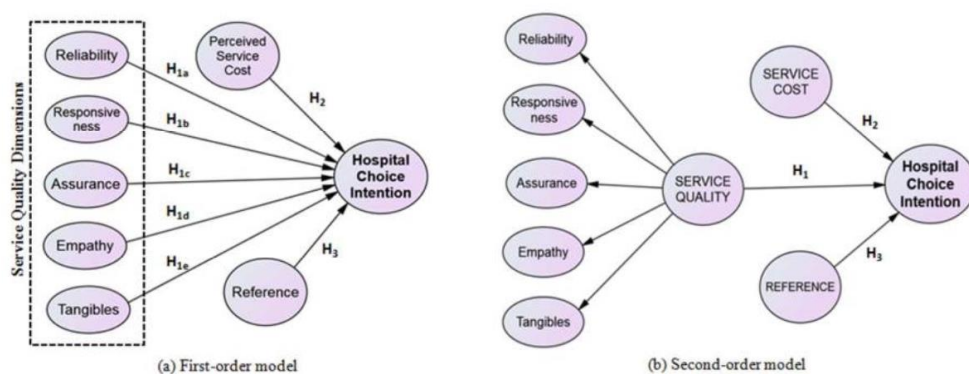 Service Quality Dimensions
Reliability
Responsive
ness
Assurance
Empathy
Tangibles
H1a
H1b
H1c
H1d
H1e
Perceived
Service
Cost
H2
Hospital
Choice
Intention
H3
Reference
(a) First-order model
Reliability
Responsive
ness
Assurance
Empathy
Tangibles
SERVICE
QUALITY
H1
SERVICE
COST
H2
Hospital
Choice
Intention
H3
REFERENCE
(b) Second-order model